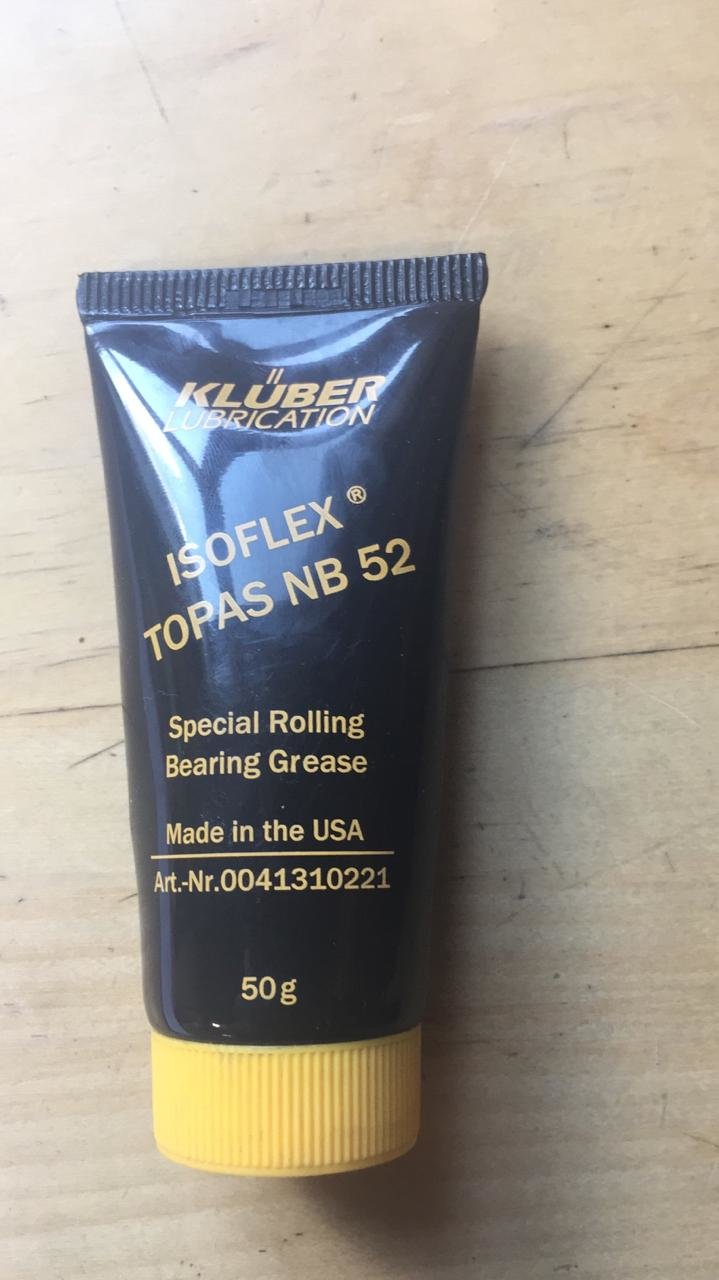 KLÜBER
LUBRICATION
ISOFLEX ®
TOPAS NB 52
Special Rolling
Bearing Grease
Made in the USA
Art.-Nr.0041310221
50g